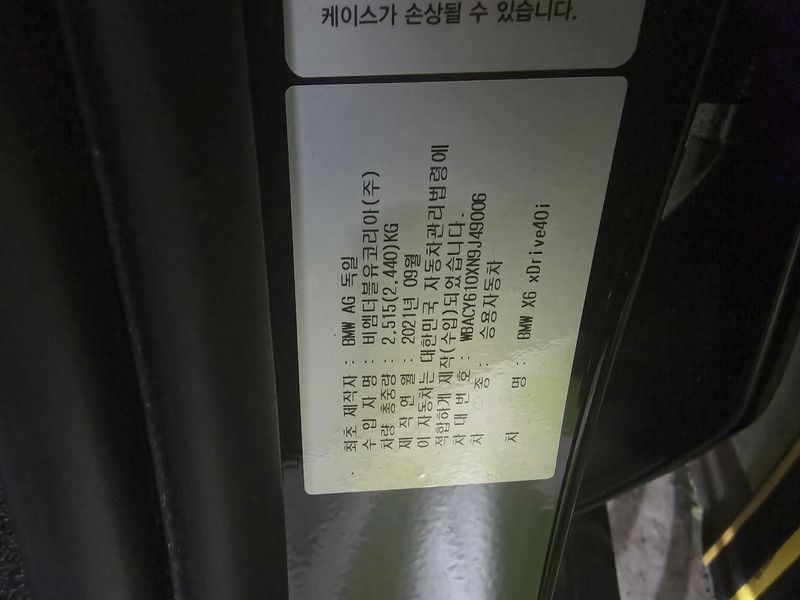 케이스가 손상될 수 있습니다.
최초 제작자 : BMW AG 독일
수 입 자 명 : 비엠더블유코리아(주)
차량 총중량 : 2,515(2,440)KG
제 작 연 월 : 2021년 09월
이 자동차는 대한민국 자동차관리법령에
적합하게 제작(수입)되었습니다.
차 대 번 호 : WBACY610XN9J49006
차 종 : 승용자동차
차 명 : BMW X6 xDrive40i